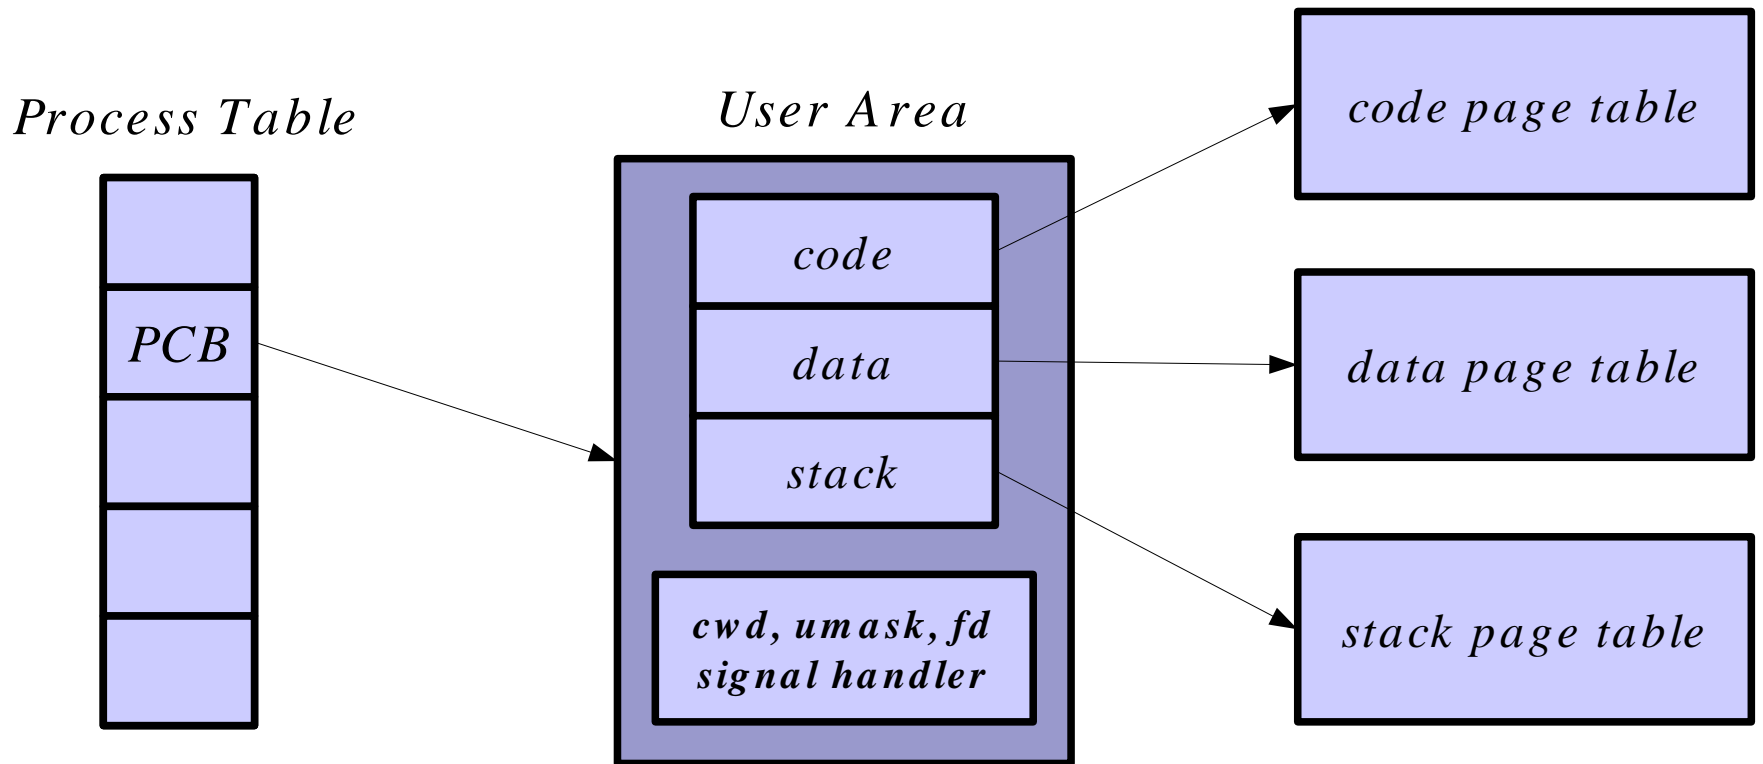 Process Table
PCB
User Area
code
data
stack
cwd, umask, fd
signal handler
code page table
data page table
stack page table